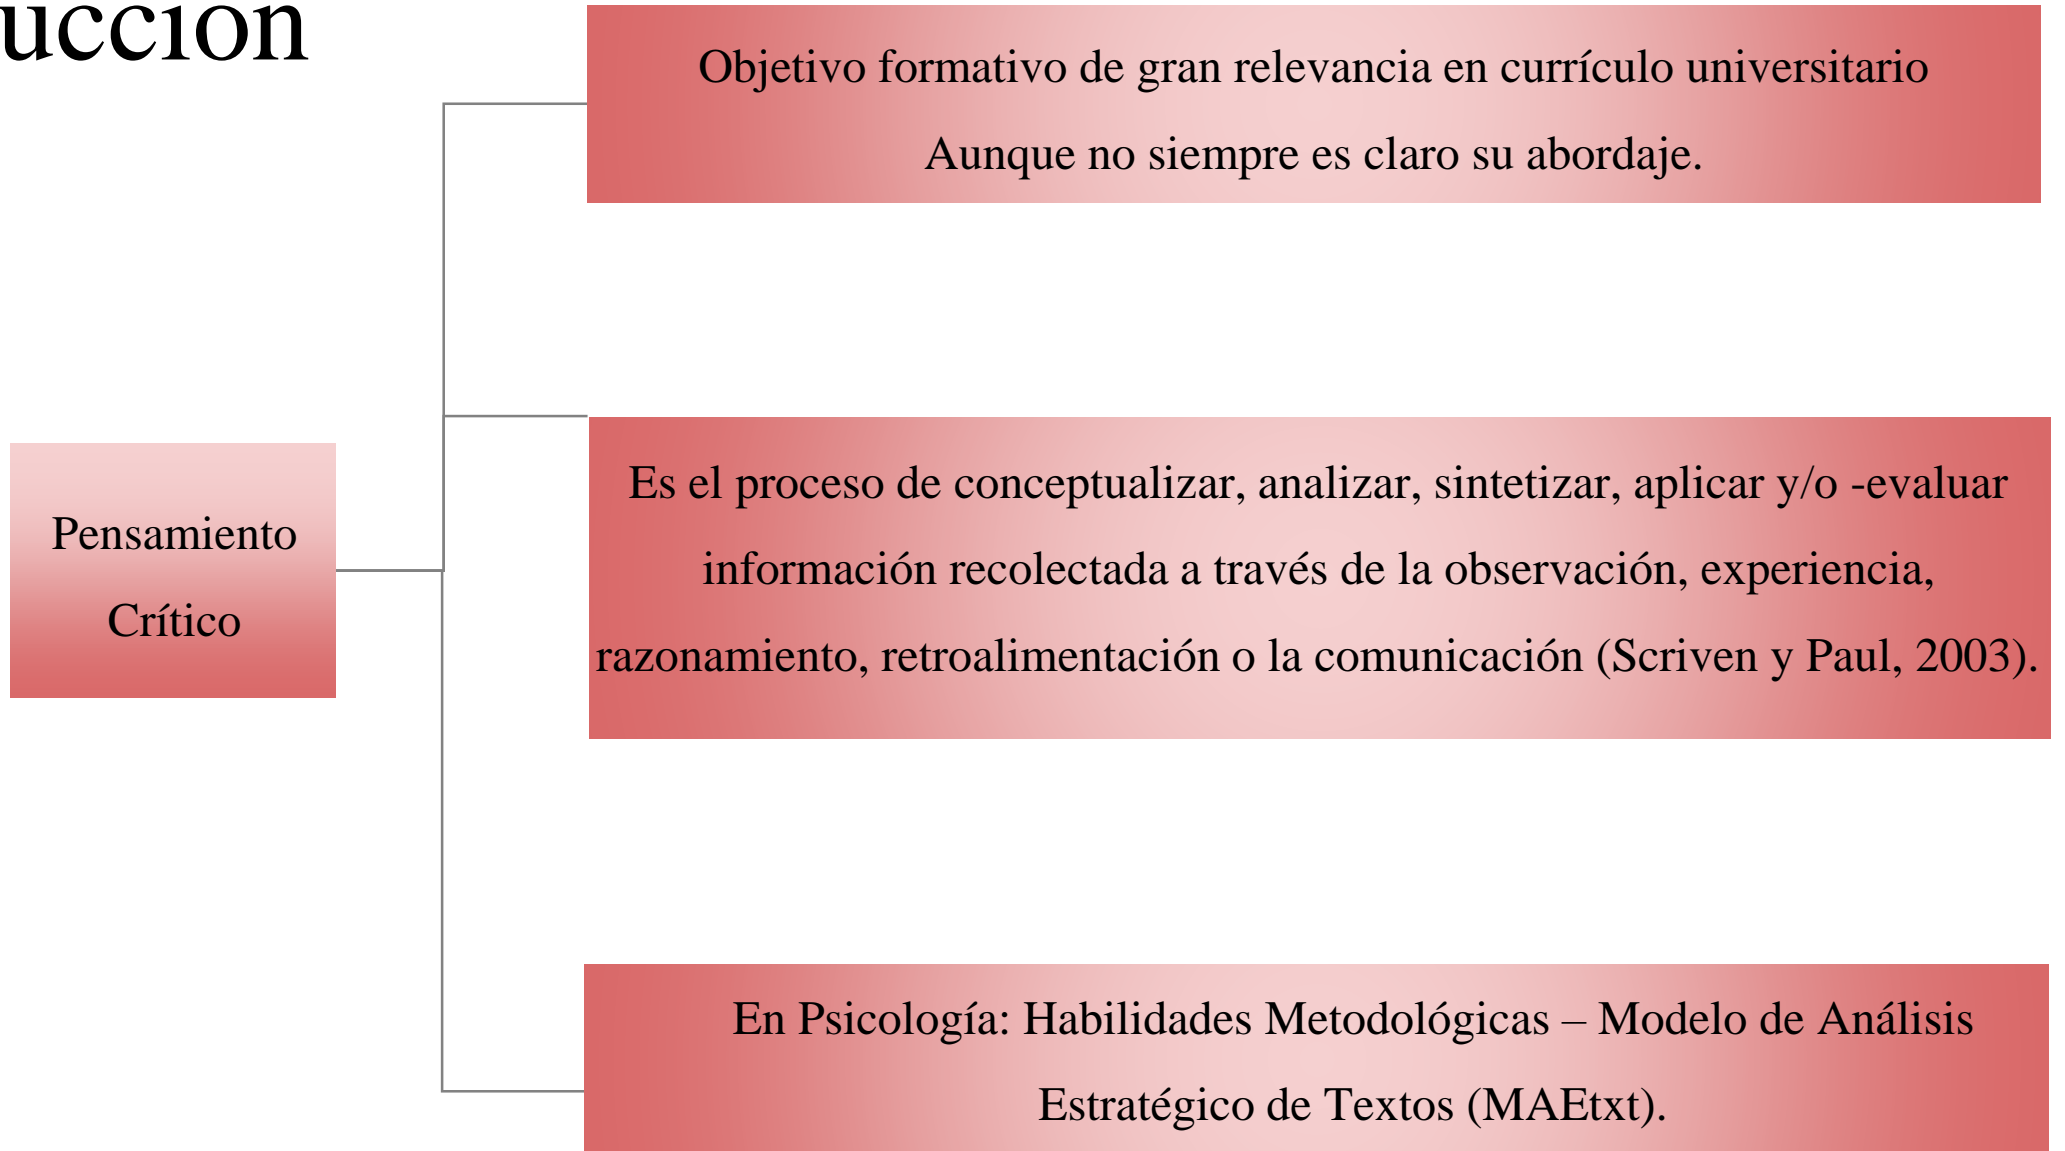 ucción
Objetivo formativo de gran relevancia en currículo universitario
Aunque no siempre es claro su abordaje.
Pensamiento
Crítico
Es el proceso de conceptualizar, analizar, sintetizar, aplicar y/o -evaluar
información recolectada a través de la observación, experiencia,
razonamiento, retroalimentación o la comunicación (Scriven y Paul, 2003).
En Psicología: Habilidades Metodológicas – Modelo de Análisis
Estratégico de Textos (MAEtxt).